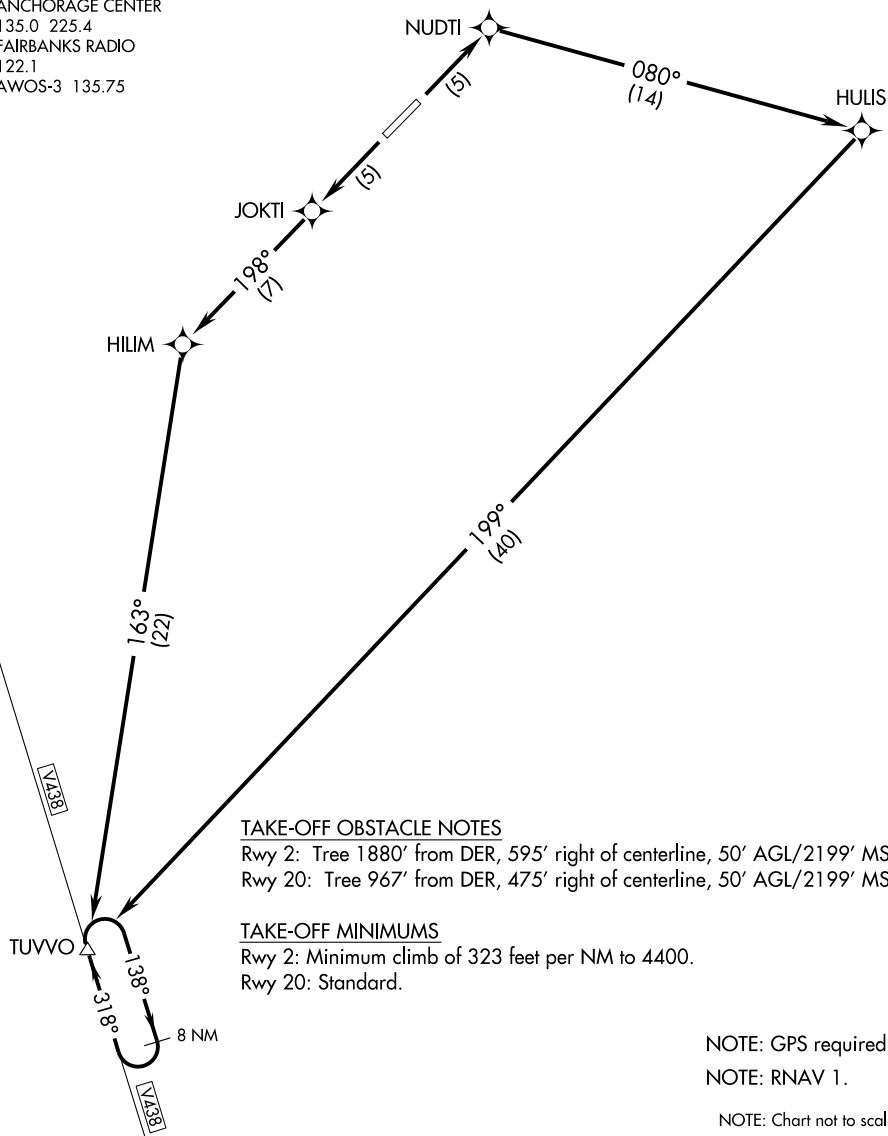 ANCHORAGE CENTER
135.0 225.4
FAIRBANKS RADIO
122.1
AWOS-3 135.75
NUDTI
(5)
080°
(14)
HULIS
(5)
JOKTI
198°
(7)
HILIM
199°
(40)
163°
(22)
V438
TAKE-OFF OBSTACLE NOTES
Rwy 2: Tree 1880' from DER, 595' right of centerline, 50' AGL/2199' MS
Rwy 20: Tree 967' from DER, 475' right of centerline, 50' AGL/2199' MS
TAKE-OFF MINIMUMS
Rwy 2: Minimum climb of 323 feet per NM to 4400.
Rwy 20: Standard.
TUVVO
138°
318°
8 NM
V438
NOTE: GPS required
NOTE: RNAV 1.
NOTE: Chart not to scal